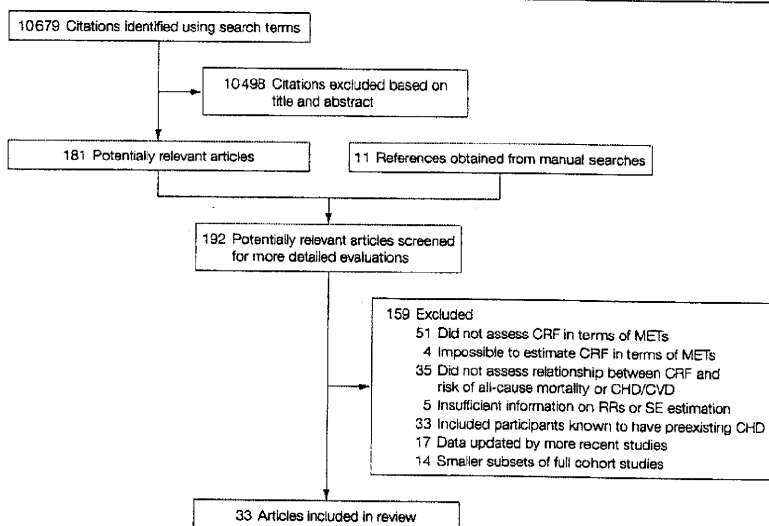 10679 Citations identified using search terms
10498 Citations excluded based on
title and abstract
181 Potentially relevant articles
11 References obtained from manual searches
192 Potentially relevant articles screened
for more detailed evaluations
159 Excluded
51 Did not assess CRF in terms of METs
4 Impossible to estimate CRF in terms of METs
35 Did not assess relationship between CRF and
risk of all-cause mortality or CHD/CVD
5 Insufficient information on RRs or SE estimation
33 Included participants known to have preexisting CHD
17 Data updated by more recent studies
14 Smaller subsets of full cohort studies
33 Articles included in review